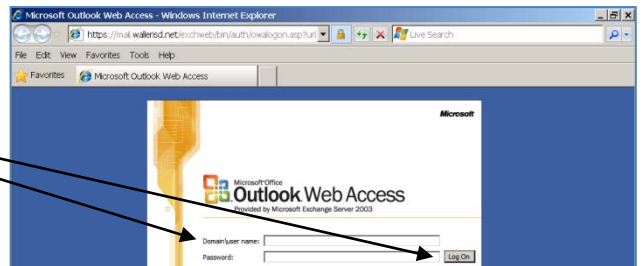 Microsoft Outlook Web Access - Windows Internet Explorer
https://mail.wallerisd.net/exchweb/bin/auth/owalogon.asp?url
Live Search
File Edit View Favorites Tools Help
Favorites Microsoft Outlook Web Access
Microsoft
Microsoft Office
Outlook Web Access
Provided by Microsoft Exchange Server 2003
Domain\user name:
Password: Log On